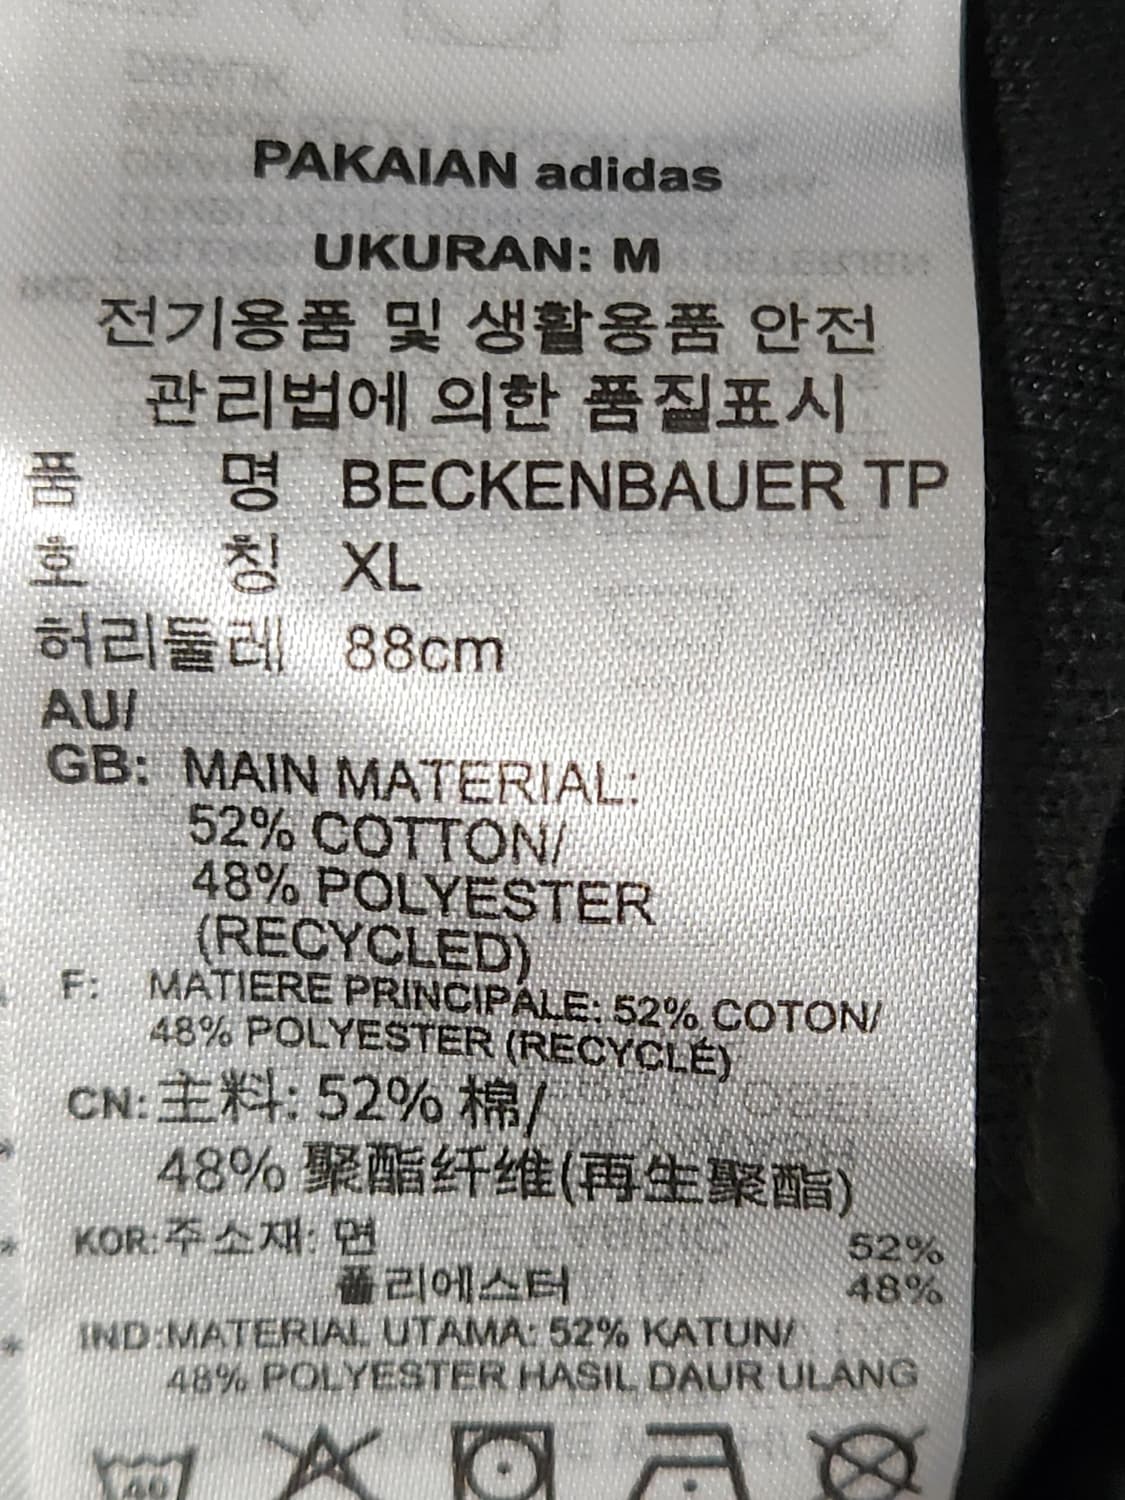 PAKAIAN adidas
UKURAN: M
전기용품 및 생활용품 안전
관리법에 의한 품질표시
품 명 BECKENBAUER TP
호 칭 XL
허리둘레 88cm
AU/
GB: MAIN MATERIAL:
52% COTTON/
48% POLYESTER
(RECYCLED)
F: MATIERE PRINCIPALE: 52% COTON/
48% POLYESTER (RECYCLÉ)
CN: 主料: 52% 棉/
48% 聚酯纤维(再生聚酯)
KOR: 주소재: 면 52%
폴리에스터 48%
IND: MATERIAL UTAMA: 52% KATUN/
48% POLYESTER HASIL DAUR ULANG
40